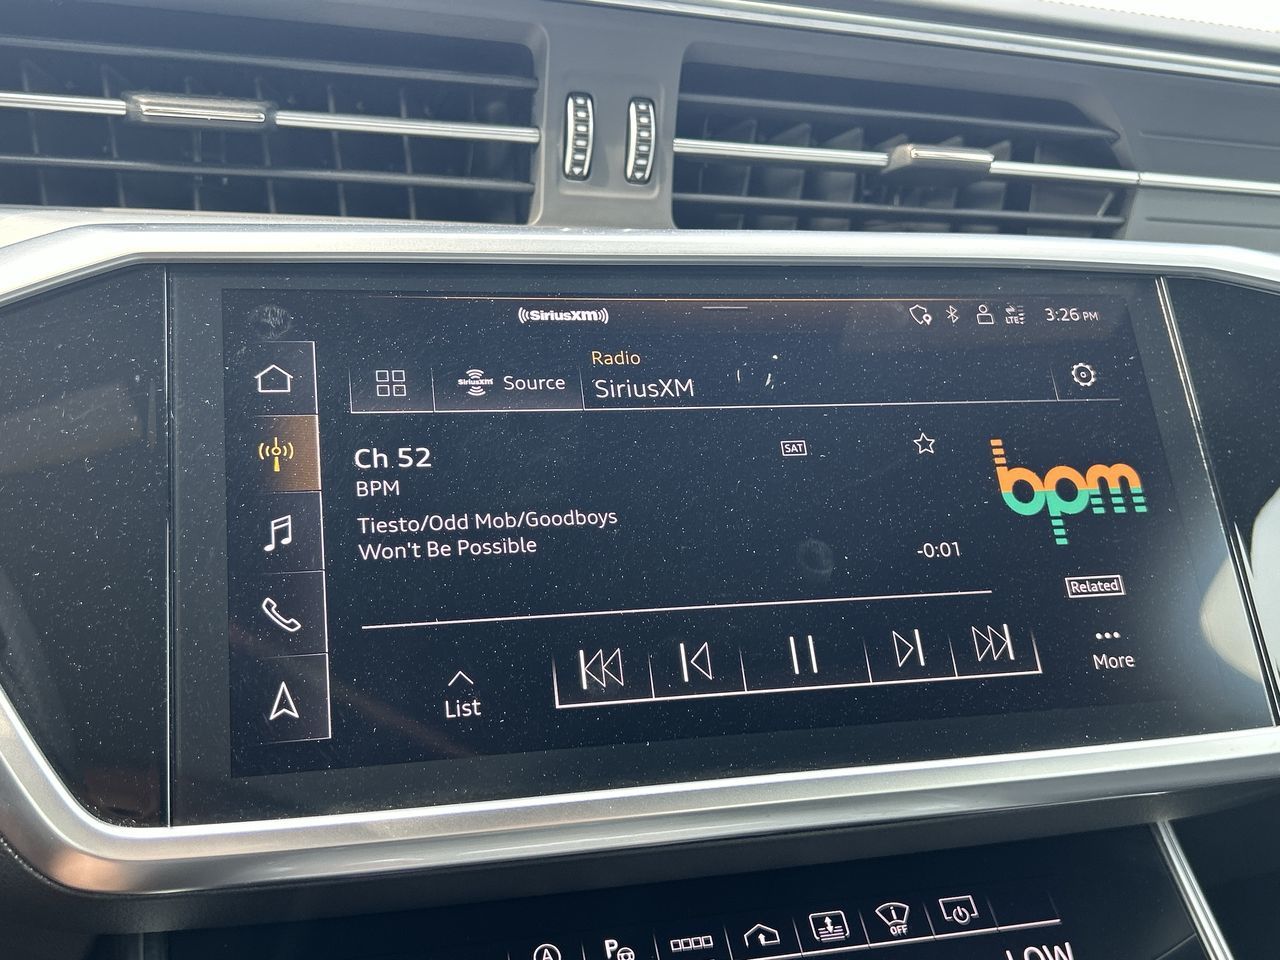 ((SiriusXM))
LTE
3:26 PM
SiriusXM
Source
Radio
SiriusXM
Ch 52
SAT
BPM
bpm
Tiesto/Odd Mob/Goodboys
Won't Be Possible
-0:01
Related
List
More
A
P
OFF
LOW